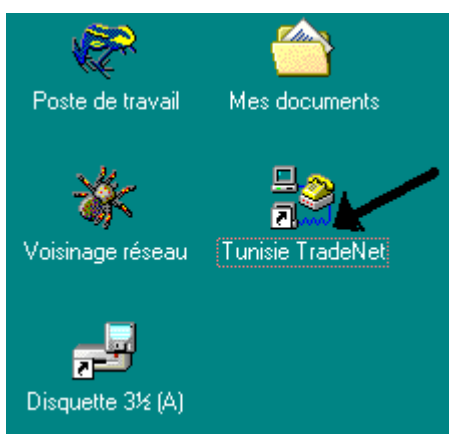 Poste de travail
Mes documents
Voisinage réseau
Tunisie TradeNet
Disquette 3½ (A)